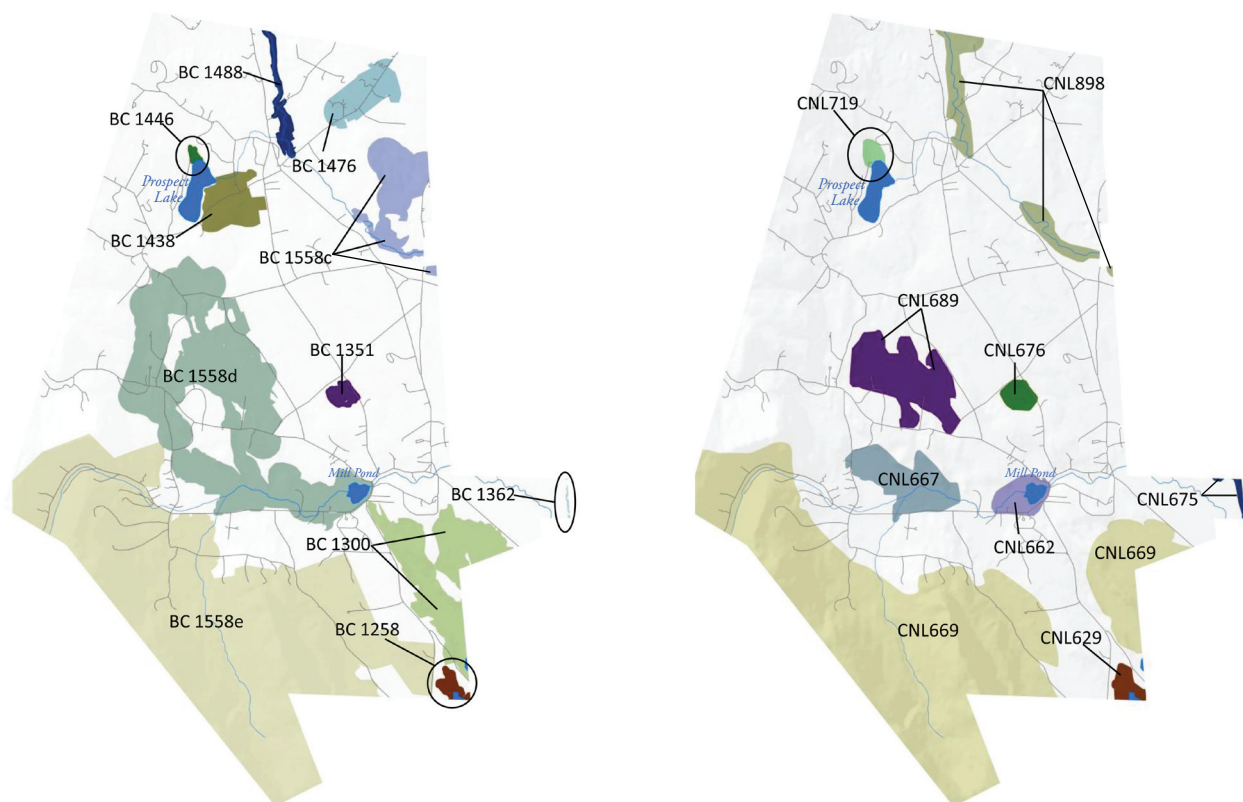 BC 1488
BC 1446
BC 1476
Prospect
Lake
BC 1438
BC 1558c
BC 1351
BC 1558d
Mill Pond
BC 1362
BC 1300
BC 1558e
BC 1258
CNL898
CNL719
Prospect
Lake
CNL689
CNL676
Mill Pond
CNL667
CNL675
CNL662
CNL669
CNL669
CNL629